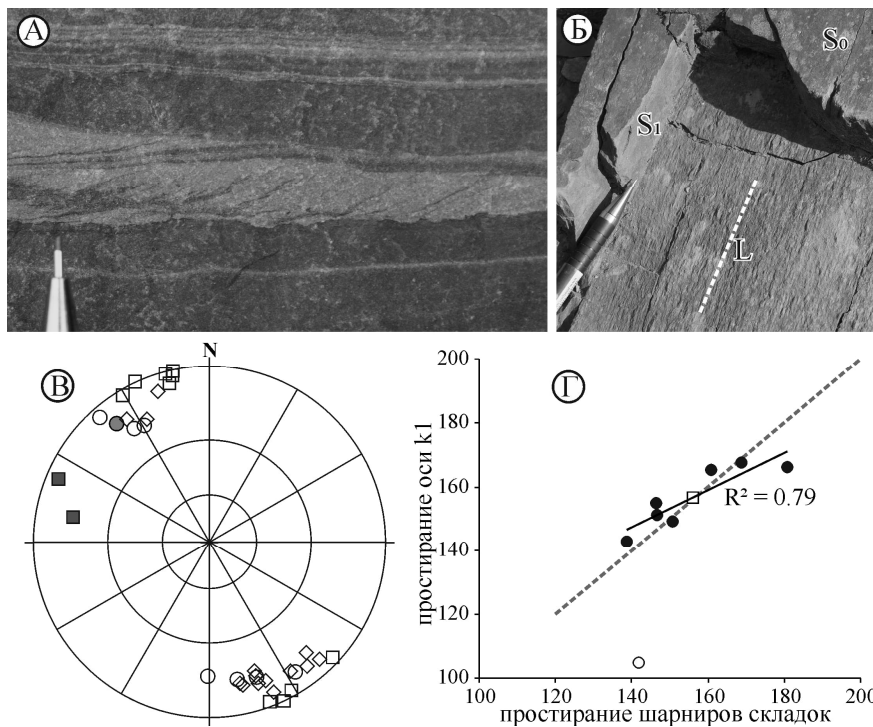 А
Б
S0
S1
L
В
N
Г
200
180
160
140
120
100
простирание оси k1
R² = 0.79
100 120 140 160 180 200
простирание шарниров складок